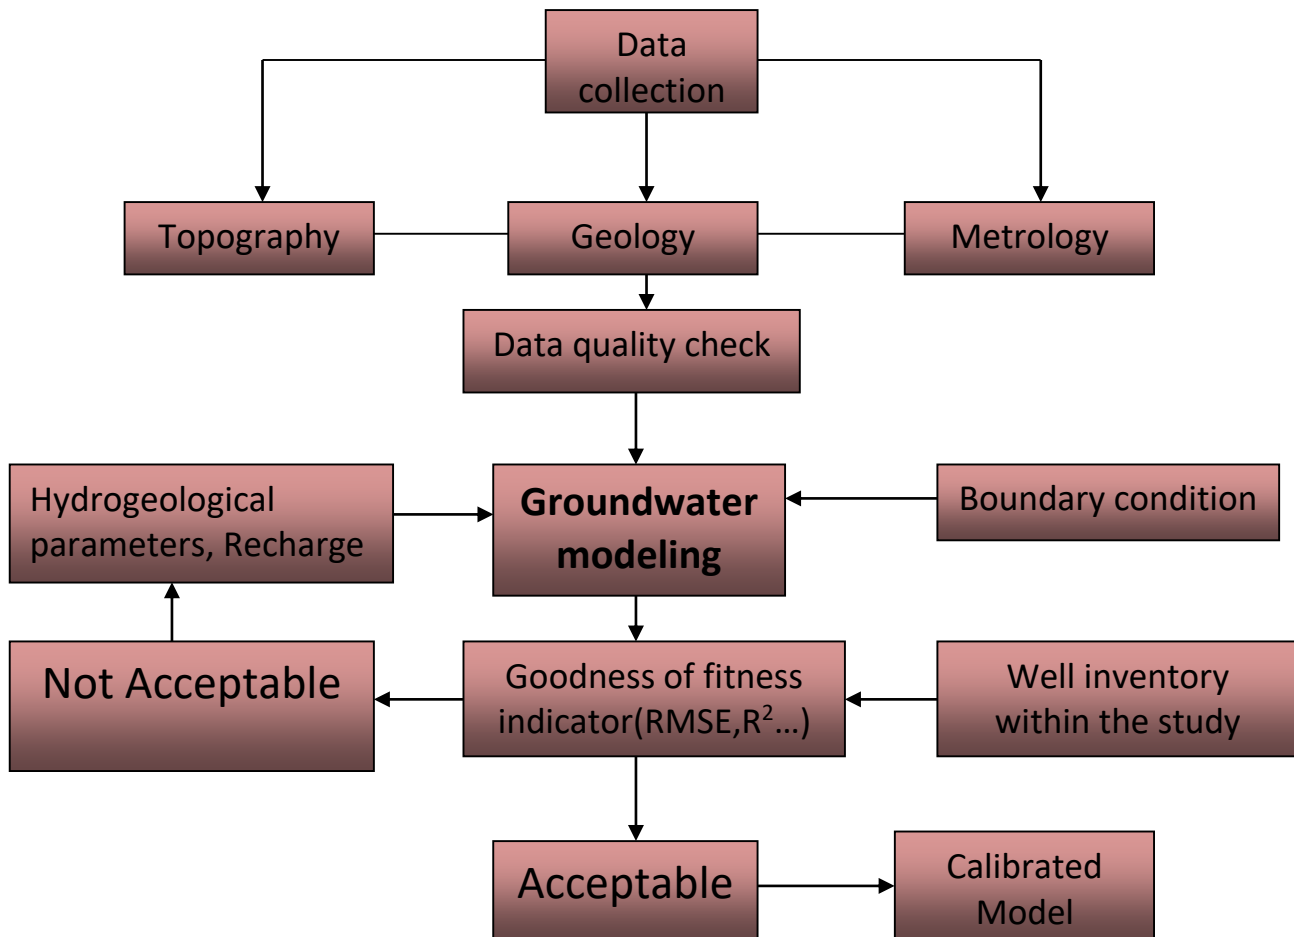 Data
collection
Topography
Geology
Metrology
Data quality check
Hydrogeological
parameters, Recharge
Groundwater
modeling
Boundary condition
Not Acceptable
Goodness of fitness
indicator(RMSE,R²...)
Well inventory
within the study
Acceptable
Calibrated
Model